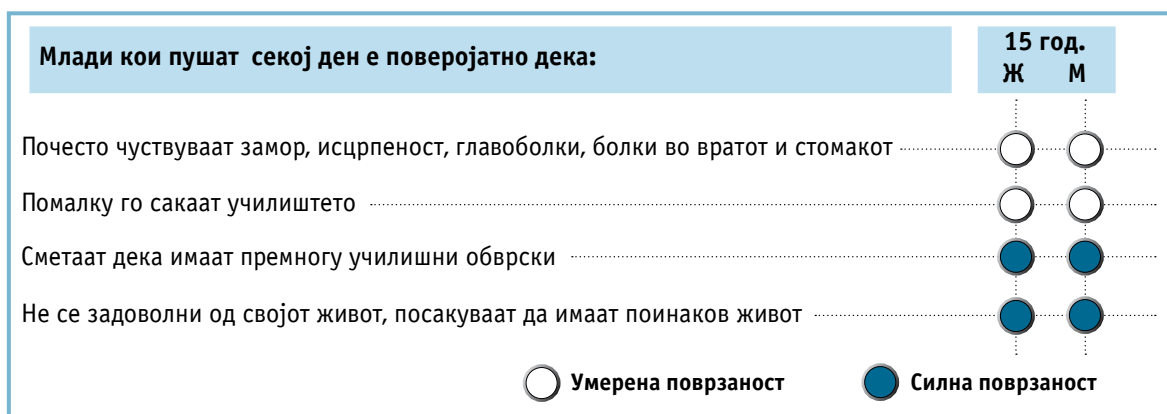 Млади кои пушат секој ден е поверојатно дека:
15 год.
Ж М
Почесто чуствуваат замор, исцрпеност, главоболки, болки во вратот и стомакот
Помалку го сакаат училиштето
Сметаат дека имаат премногу училишни обврски
Не се задоволни од својот живот, посакуваат да имаат поинаков живот
Умерена поврзаност
Силна поврзаност